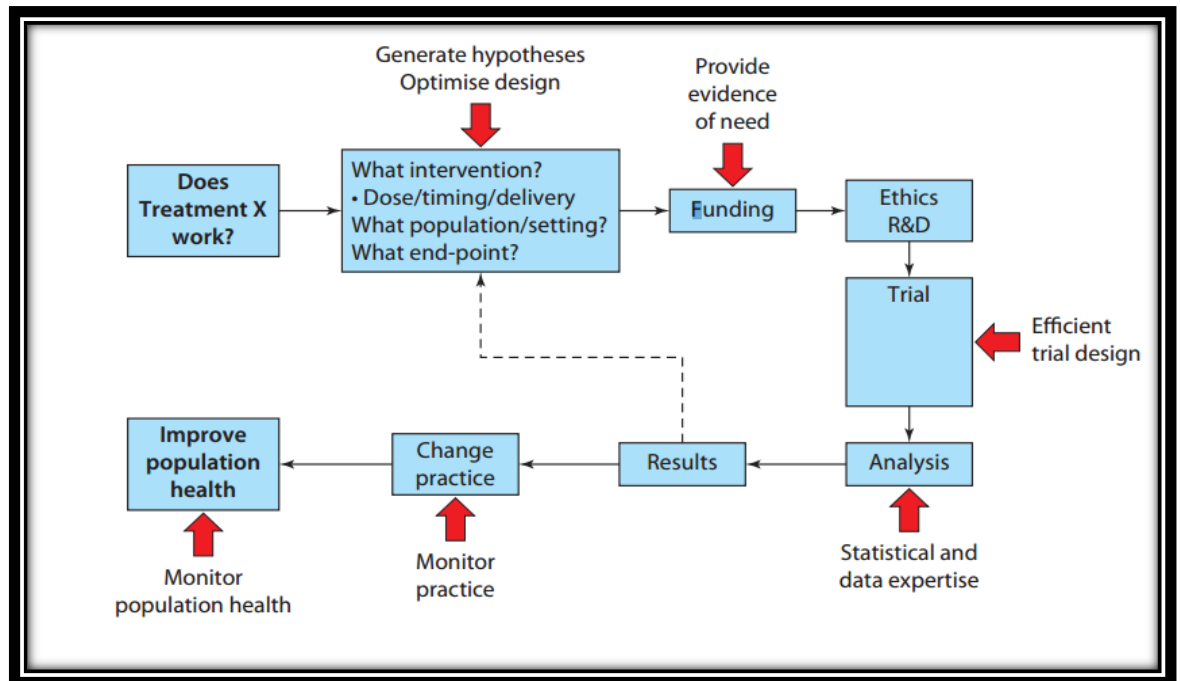 Generate hypotheses
Optimise design
Provide
evidence
of need
Does
Treatment X
work?
What intervention?
• Dose/timing/delivery
What population/setting?
What end-point?
Funding
Ethics
R&D
Trial
Efficient
trial design
Improve
population
health
Change
practice
Results
Analysis
Monitor
population health
Monitor
practice
Statistical and
data expertise